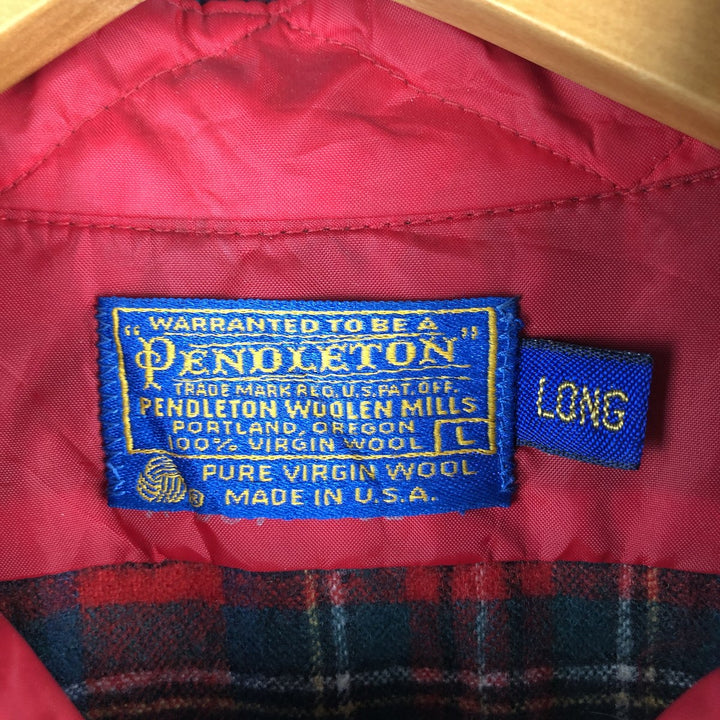 WARRANTED TO BE A
"PENDLETON"
TRADE MARK REG. U.S. PAT. OFF.
PENDLETON WOOLEN MILLS
PORTLAND, OREGON
100% VIRGIN WOOL L
PURE VIRGIN WOOL
® MADE IN U.S.A.
LONG